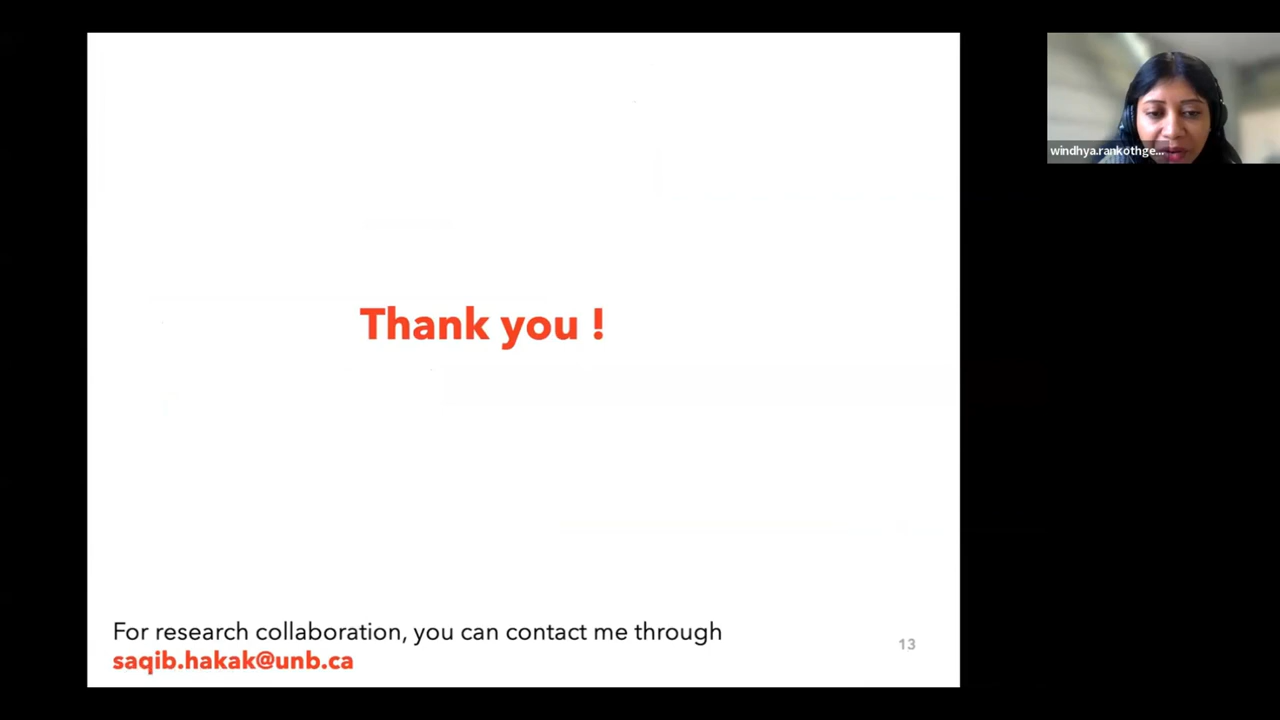 windhya.rankothge...
Thank you !
For research collaboration, you can contact me through
saqib.hakak@unb.ca
13